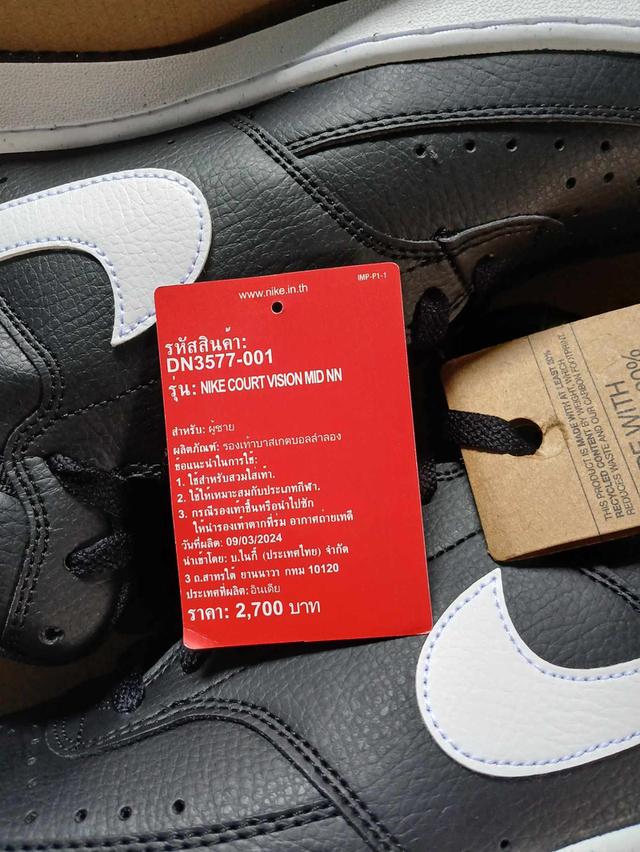 www.nike.in.th
IMP-P1-1
รหัสสินค้า:
DN3577-001
รุ่น: NIKE COURT VISION MID NN
สำหรับ: ผู้ชาย
ผลิตภัณฑ์: รองเท้าบาสเกตบอลลำลอง
ข้อแนะนำในการใช้:
1. ใช้สำหรับสวมใส่เท้า.
2. ใช้ให้เหมาะสมกับประเภทกีฬา.
3. กรณีรองเท้าชื้นหรือนำไปซัก
ให้นำรองเท้าตากที่ร่ม อากาศถ่ายเทดี
วันที่ผลิต: 09/03/2024
นำเข้าโดย: บ.ไนกี้ (ประเทศไทย) จำกัด
3 ถ.สาทรใต้ ยานนาวา กทม 10120
ประเทศที่ผลิต: อินเดีย
ราคา: 2,700 บาท
WITH
THIS PRODUCT IS MADE WITH AT LEAST 20%
RECYCLED CONTENT BY WEIGHT, WHICH
REDUCES WASTE AND OUR CARBON FOOTPRINT